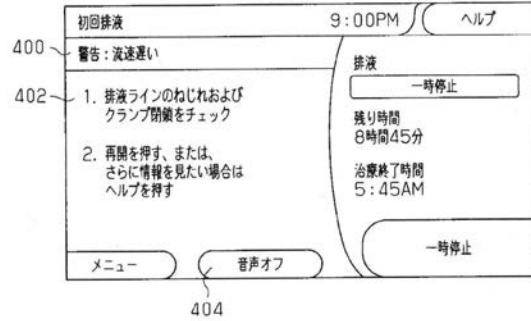 初回排液
9:00PM
ヘルプ
400
警告:流速遅い
排液
一時停止
402
1. 排液ラインのねじれおよび
クランプ閉鎖をチェック
残り時間
8時間45分
2. 再開を押す、または、
さらに情報を見たい場合は
ヘルプを押す
治療終了時間
5:45AM
メニュー
音声オフ
一時停止
404